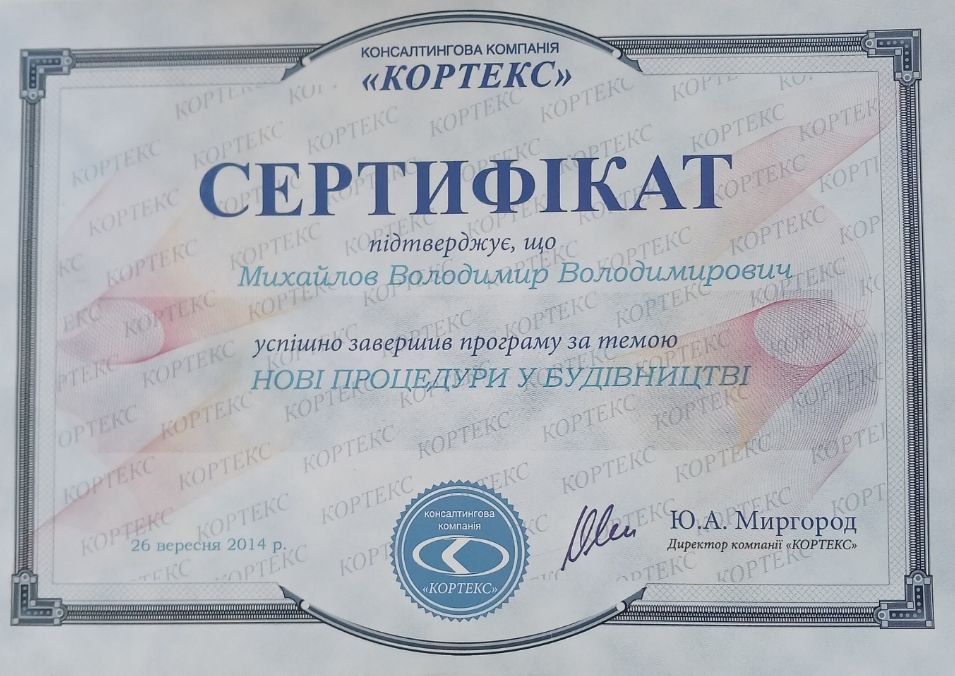 КОНСАЛТИНГОВА КОМПАНІЯ
«КОРТЕКС»
СЕРТИФІКАТ
підтверджує, що
Михайлов Володимир Володимирович
успішно завершив програму за темою
НОВІ ПРОЦЕДУРИ У БУДІВНИЦТВІ
26 вересня 2014 р.
консалтингова
компанія
«КОРТЕКС»
Ю.А. Миргород
Директор компанії «КОРТЕКС»